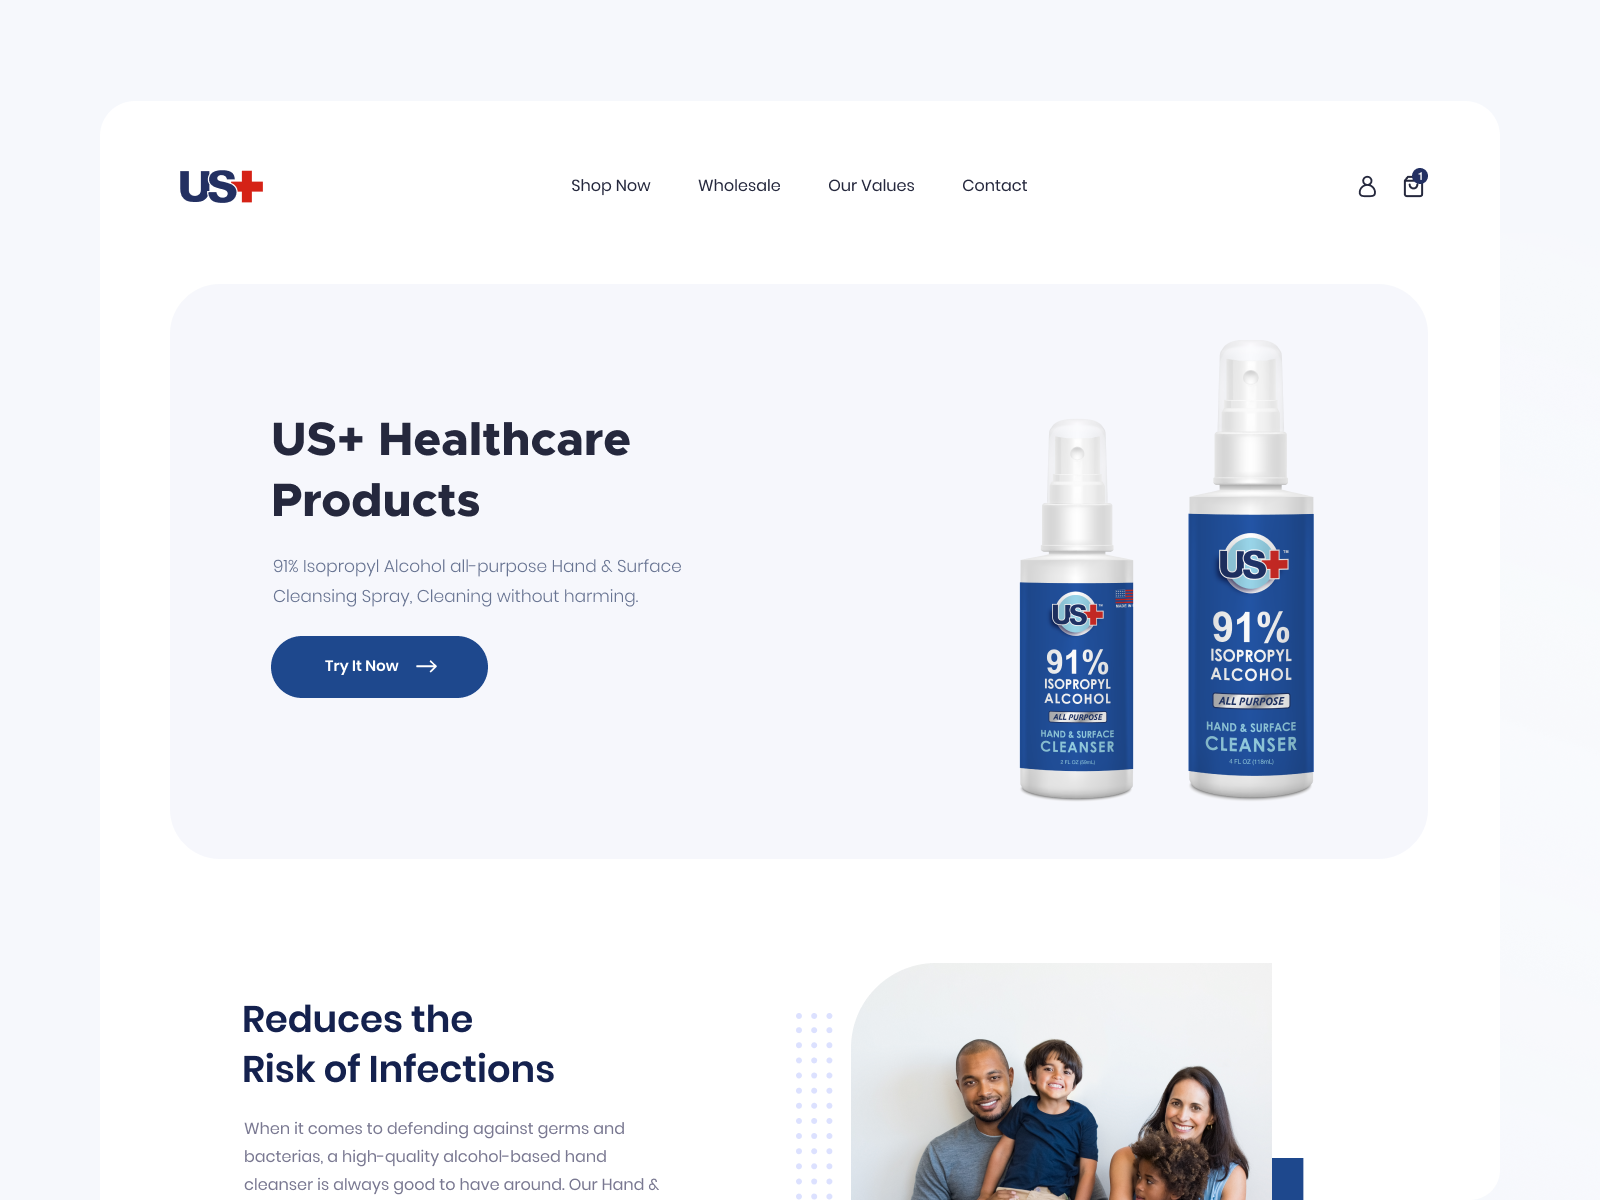 US+
Shop Now
Wholesale
Our Values
Contact
1
US+ Healthcare
Products
91% Isopropyl Alcohol all-purpose Hand & Surface
Cleansing Spray, Cleaning without harming.
Try It Now
US+
91%
ISOPROPYL
ALCOHOL
ALL PURPOSE
HAND & SURFACE
CLEANSER
2 FL OZ (59mL)
US+™
91%
ISOPROPYL
ALCOHOL
ALL PURPOSE
HAND & SURFACE
CLEANSER
4 FL OZ (118mL)
Reduces the
Risk of Infections
When it comes to defending against germs and
bacterias, a high-quality alcohol-based hand
cleanser is always good to have around. Our Hand &